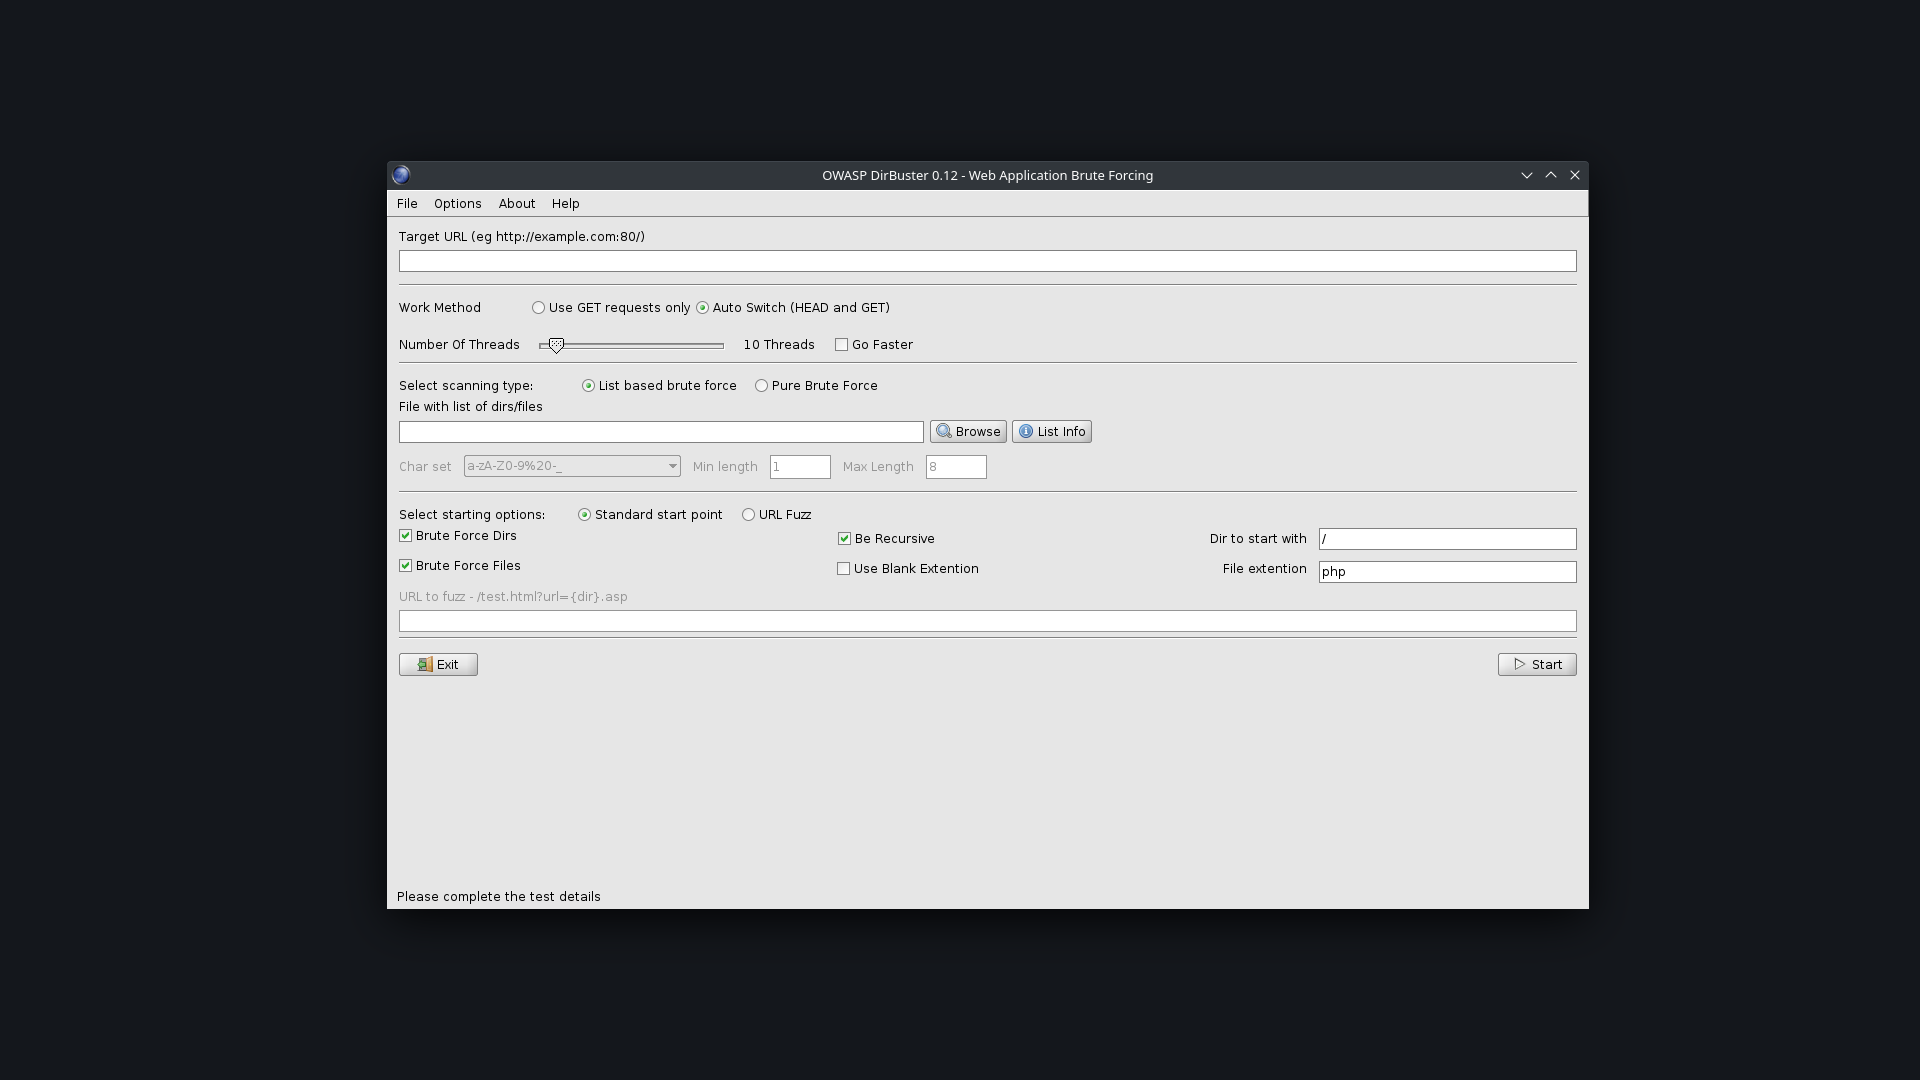 OWASP DirBuster 0.12 - Web Application Brute Forcing
File Options About Help
Target URL (eg http://example.com:80/)
Work Method Use GET requests only Auto Switch (HEAD and GET)
Number Of Threads 10 Threads Go Faster
Select scanning type: List based brute force Pure Brute Force
File with list of dirs/files
Browse List Info
Char set a-zA-Z0-9%20-_ Min length 1 Max Length 8
Select starting options: Standard start point URL Fuzz
Brute Force Dirs Be Recursive Dir to start with /
Brute Force Files Use Blank Extention File extention php
URL to fuzz - /test.html?url={dir}.asp
Exit Start
Please complete the test details